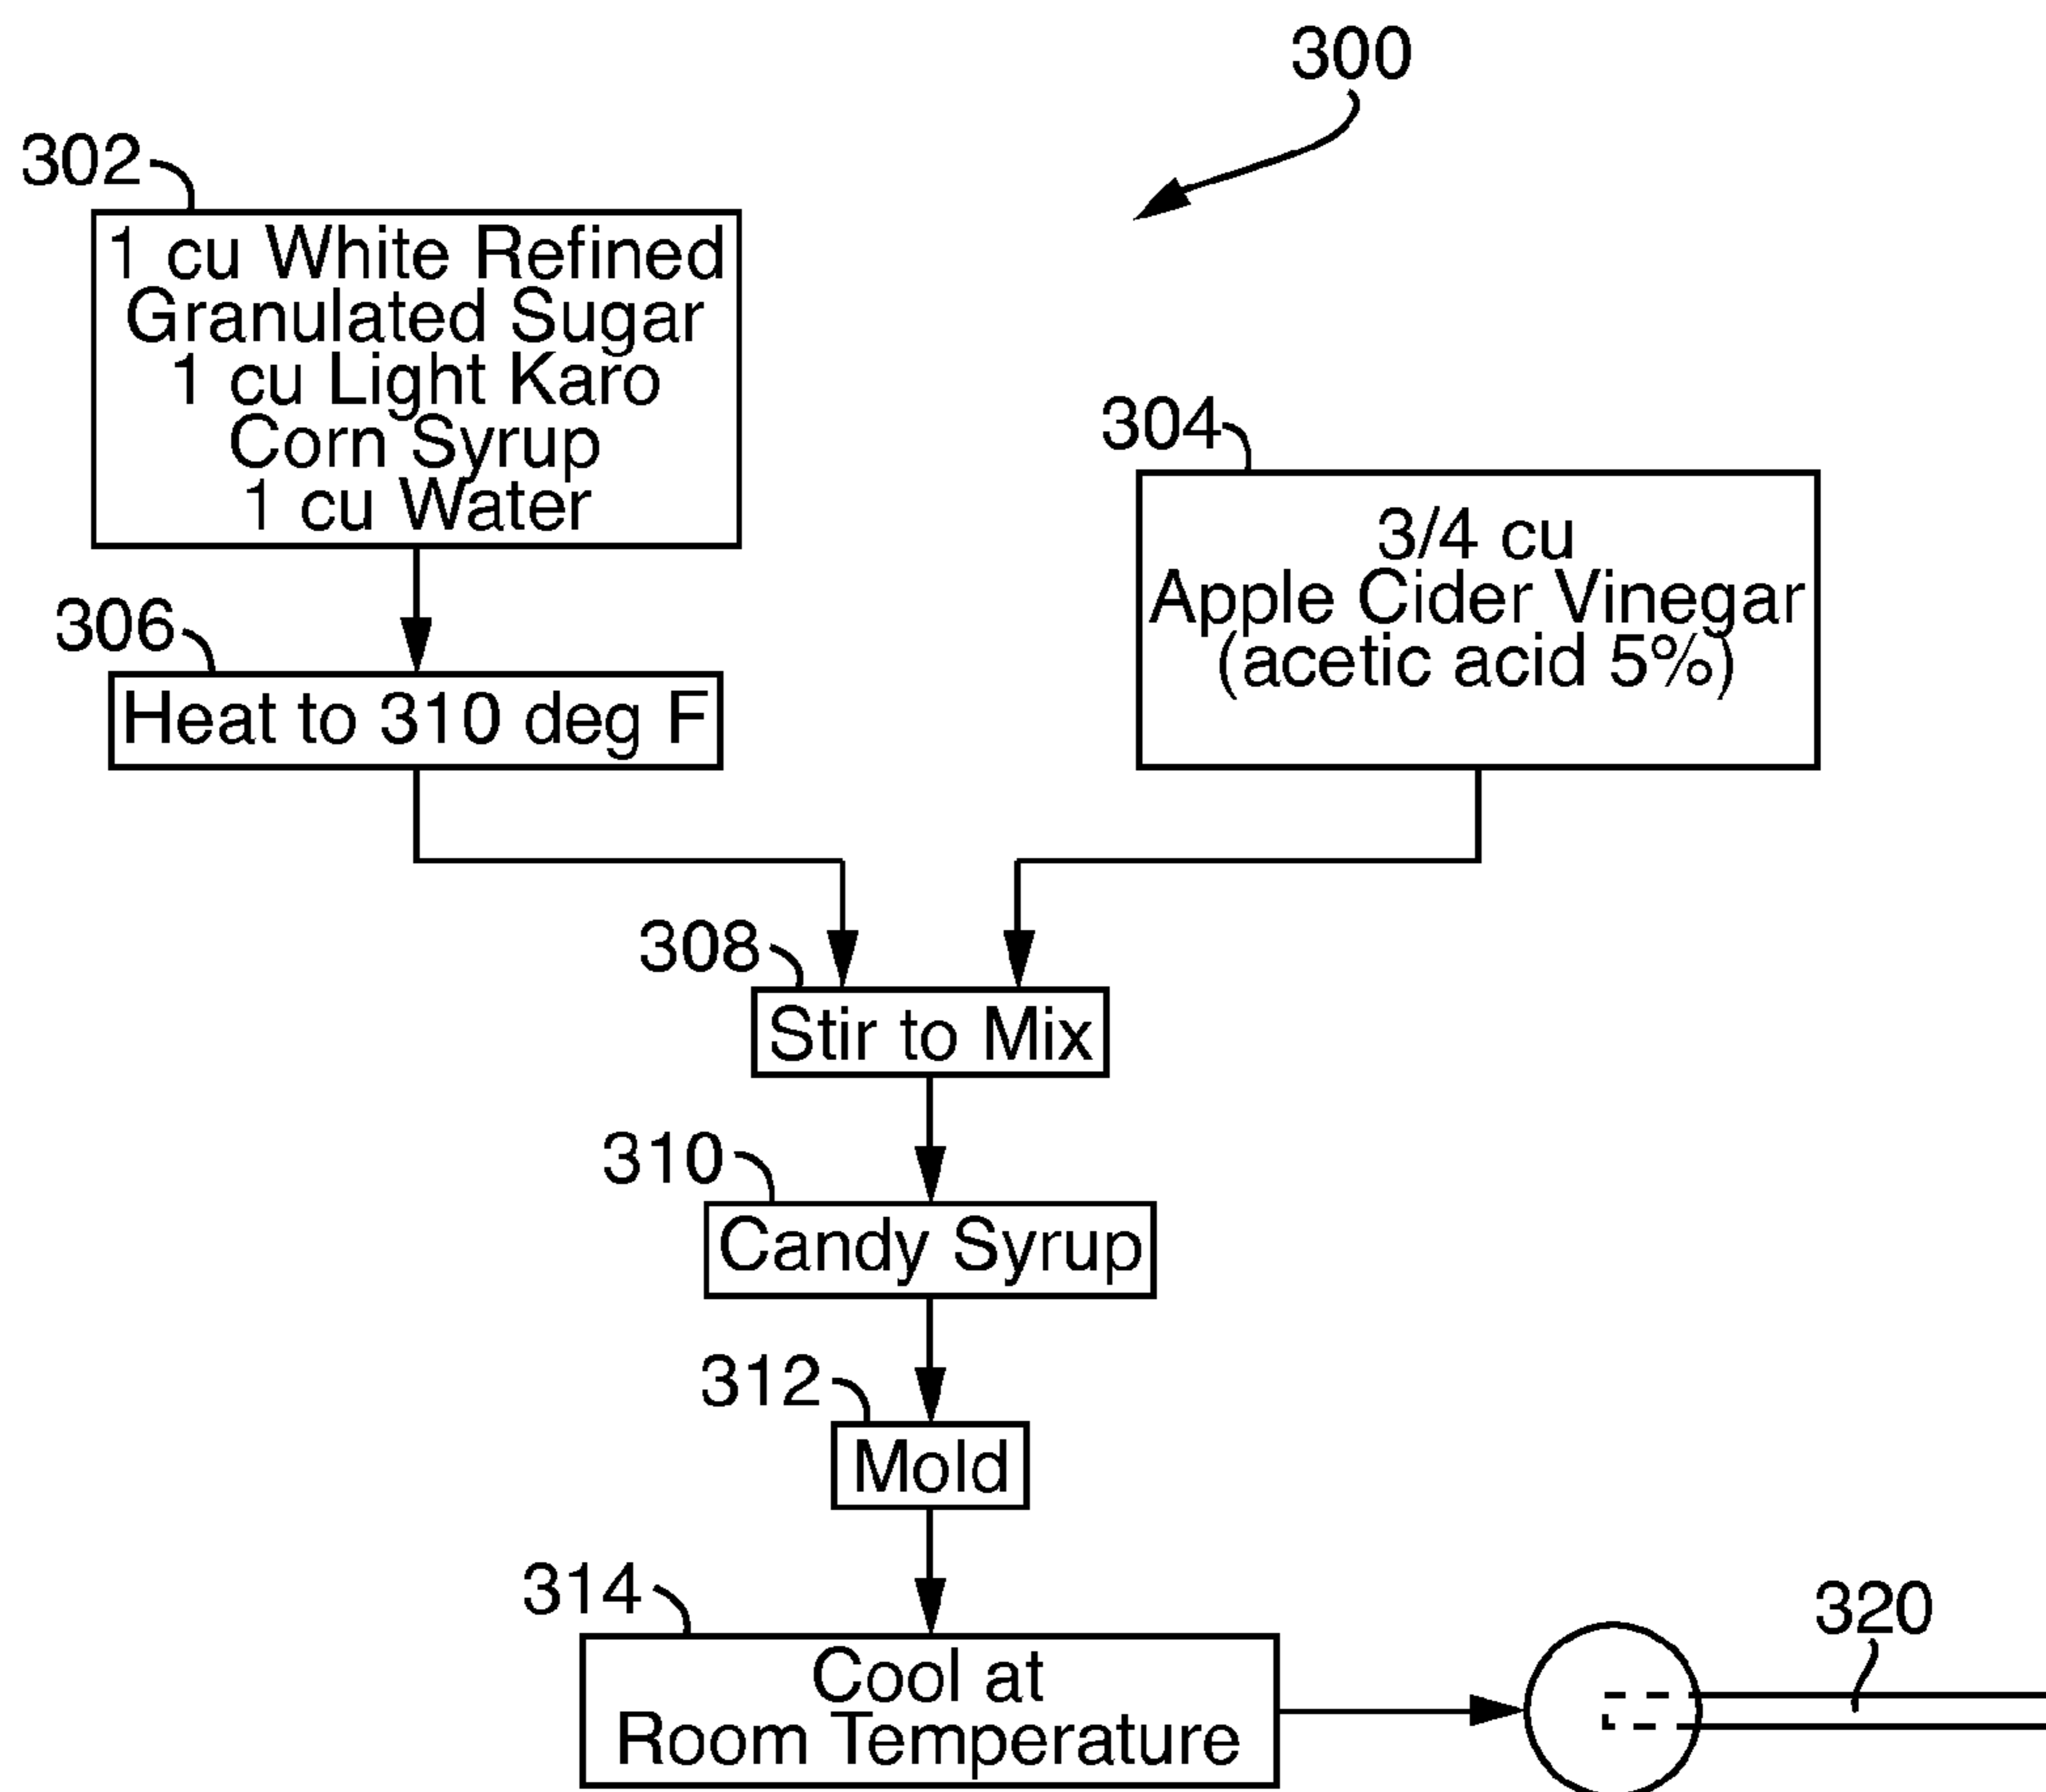 300
302
1 cu White Refined
Granulated Sugar
1 cu Light Karo
Corn Syrup
1 cu Water
304
3/4 cu
Apple Cider Vinegar
(acetic acid 5%)
306
Heat to 310 deg F
308
Stir to Mix
310
Candy Syrup
312
Mold
314
Cool at
Room Temperature
320